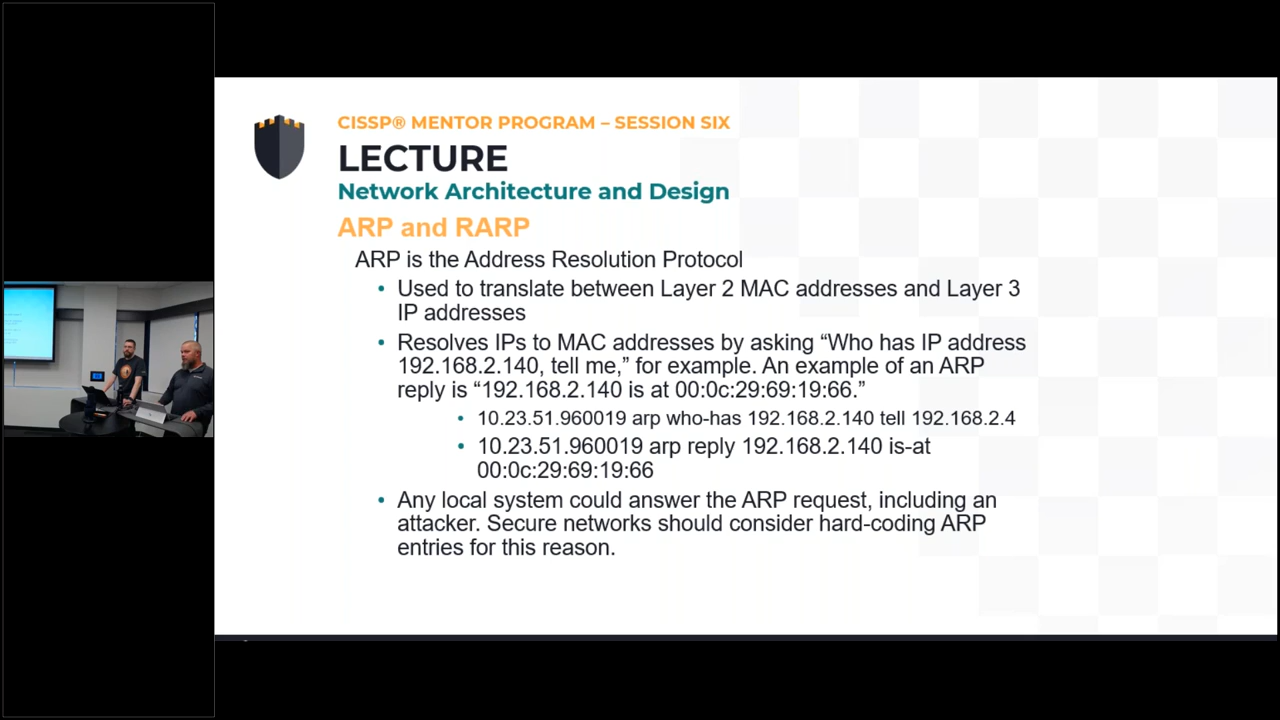 CISSP® MENTOR PROGRAM – SESSION SIX
LECTURE
Network Architecture and Design
ARP and RARP
ARP is the Address Resolution Protocol
• Used to translate between Layer 2 MAC addresses and Layer 3
IP addresses
• Resolves IPs to MAC addresses by asking “Who has IP address
192.168.2.140, tell me,” for example. An example of an ARP
reply is “192.168.2.140 is at 00:0c:29:69:19:66.”
• 10.23.51.960019 arp who-has 192.168.2.140 tell 192.168.2.4
• 10.23.51.960019 arp reply 192.168.2.140 is-at
00:0c:29:69:19:66
• Any local system could answer the ARP request, including an
attacker. Secure networks should consider hard-coding ARP
entries for this reason.